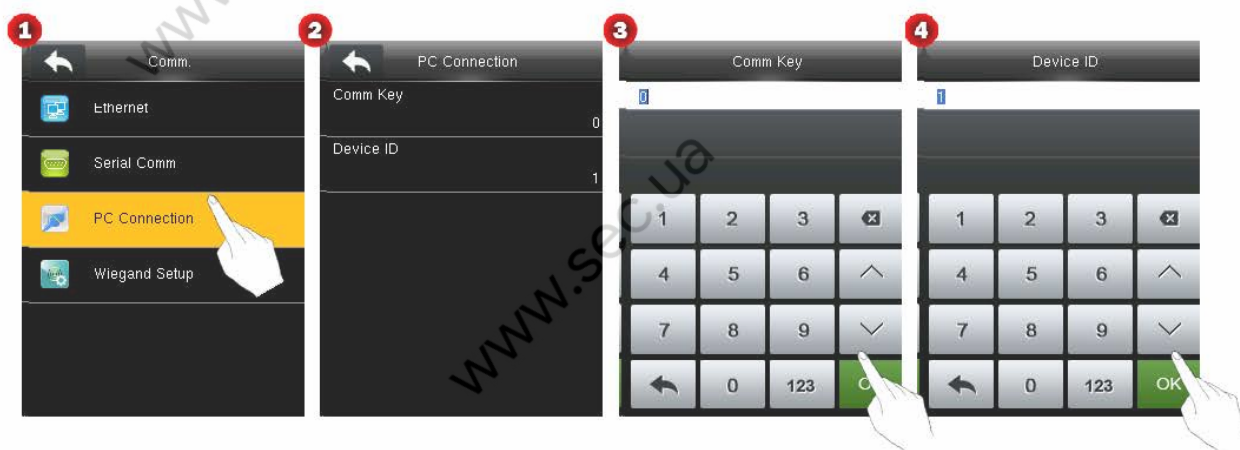 1
Comm.
Ethernet
Serial Comm
PC Connection
Wiegand Setup
2
PC Connection
Comm Key
0
Device ID
1
3
Comm Key
0
1 2 3
4 5 6
7 8 9
0 123
4
Device ID
1
1 2 3
4 5 6
7 8 9
0 123 OK
www.sec.ua